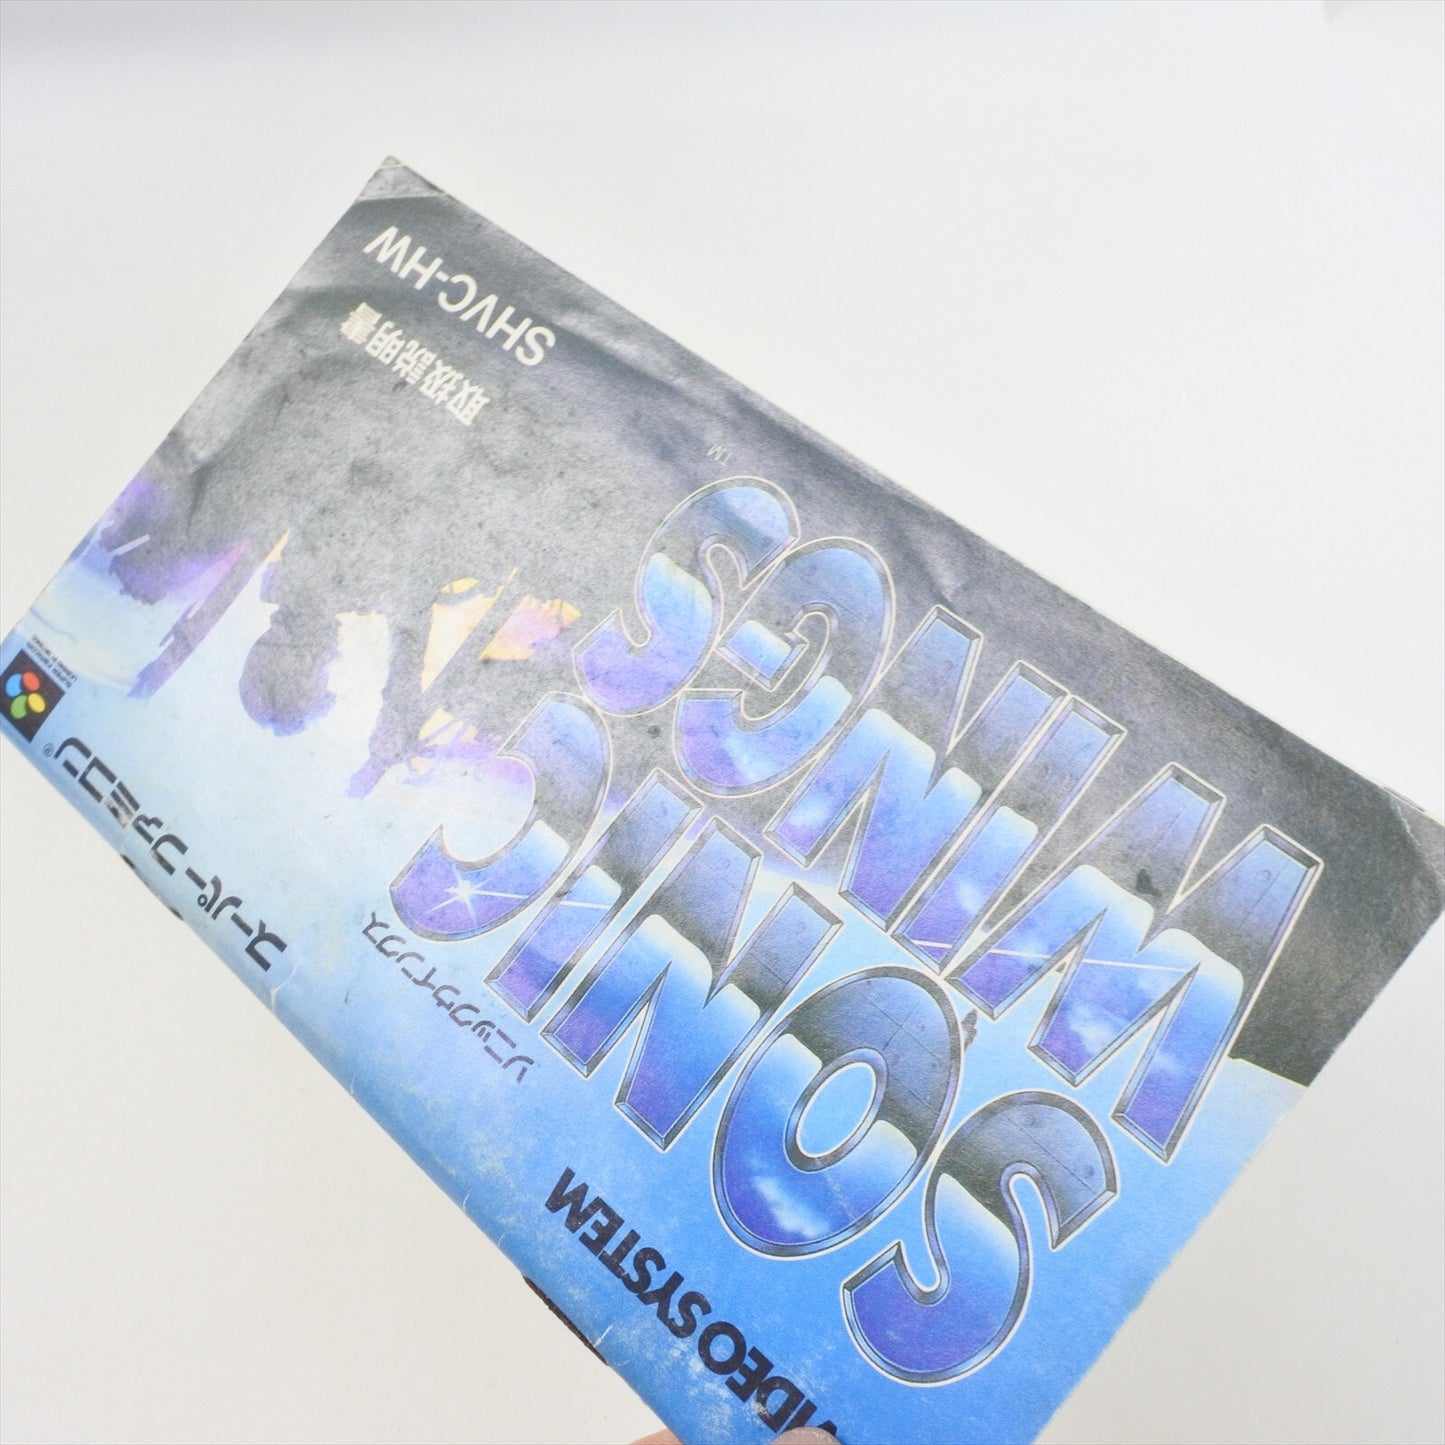 VIDEO SYSTEM
スーパーファミコン®
ソニックウイングス
SONIC
WINGS
TM
取扱説明書
SHVC-HW